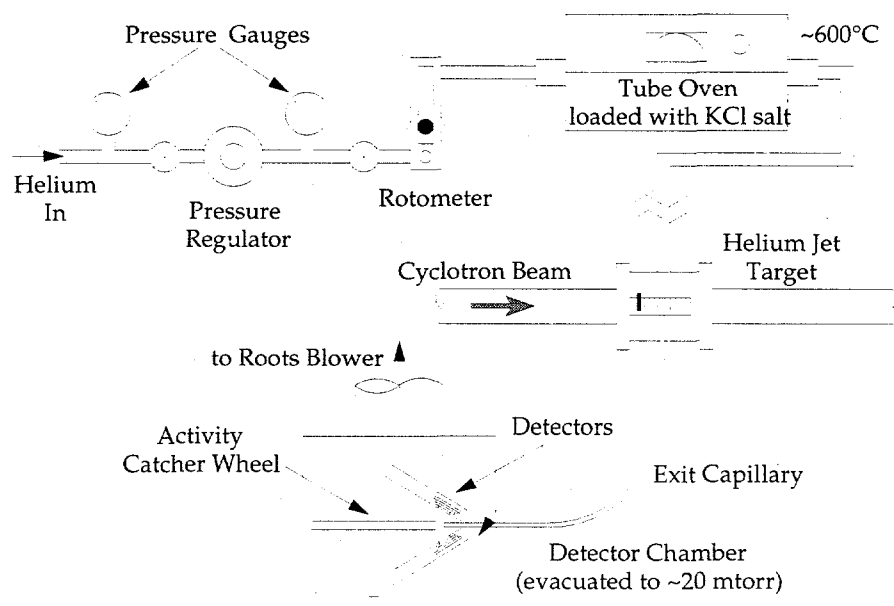 Pressure Gauges
~600°C
Tube Oven
loaded with KCl salt
Helium
In
Pressure
Regulator
Rotometer
Cyclotron Beam
Helium Jet
Target
to Roots Blower
Activity
Catcher Wheel
Detectors
Exit Capillary
Detector Chamber
(evacuated to ~20 mtorr)